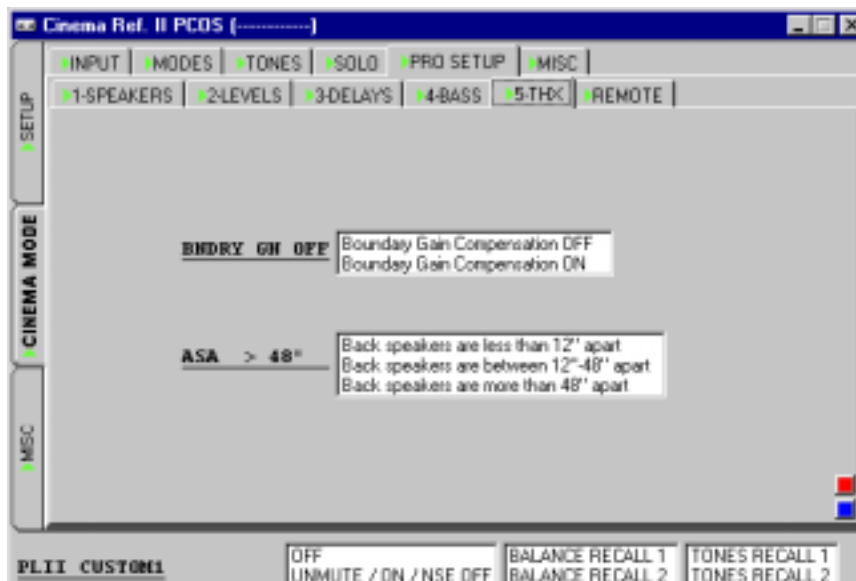 Cinema Ref. II PCOS (------------)
INPUT MODES TONES SOLO PRO SETUP MISC
1-SPEAKERS 2-LEVELS 3-DELAYS 4-BASS 5-THX REMOTE
SETUP
CINEMA MODE
MISC
BNDRY GN OFF
Boundary Gain Compensation OFF
Boundary Gain Compensation ON
ASA > 48"
Back speakers are less than 12" apart
Back speakers are between 12"-48" apart
Back speakers are more than 48" apart
PLII CUSTOM1
OFF
UNMUTE / ON / NSE OFF
BALANCE RECALL 1
BALANCE RECALL 2
TONES RECALL 1
TONES RECALL 2